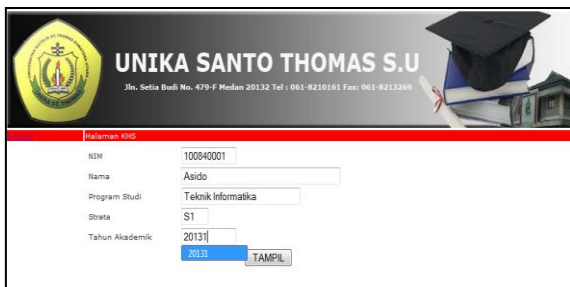 UNIKA SANTO THOMAS S.U
Jln. Setia Budi No. 479-F Medan 20132 Tel : 061-8210161 Fax: 061-8213269
Halaman KHS
NIM 100840001
Nama Asido
Program Studi Teknik Informatika
Strata S1
Tahun Akademik 20131
20131
TAMPIL